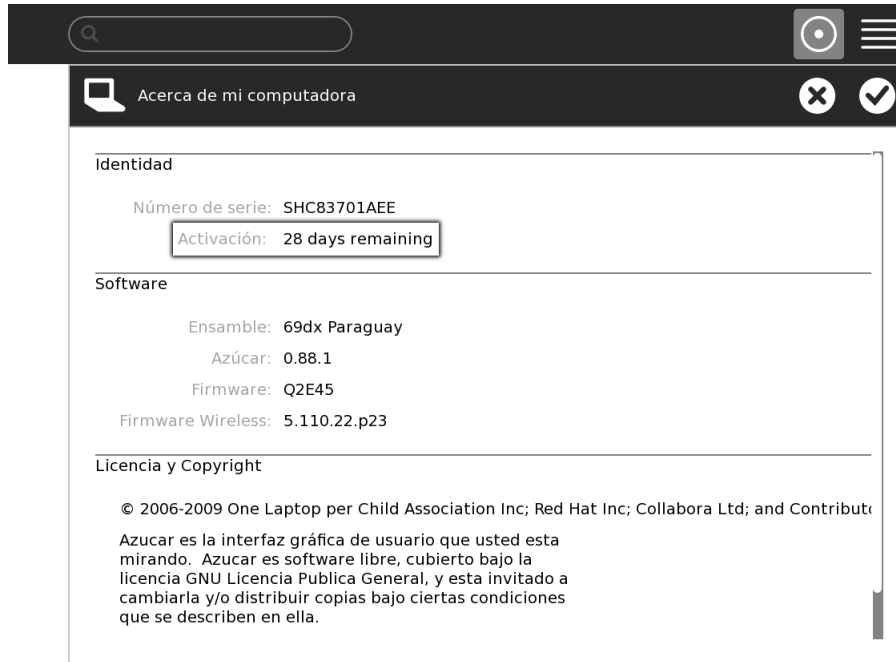 Acerca de mi computadora
Identidad
Número de serie: SHC83701AEE
Activación: 28 days remaining
Software
Ensamble: 69dx Paraguay
Azúcar: 0.88.1
Firmware: Q2E45
Firmware Wireless: 5.110.22.p23
Licencia y Copyright
© 2006-2009 One Laptop per Child Association Inc; Red Hat Inc; Collabora Ltd; and Contribut
Azucar es la interfaz gráfica de usuario que usted esta
mirando. Azucar es software libre, cubierto bajo la
licencia GNU Licencia Publica General, y esta invitado a
cambiarla y/o distribuir copias bajo ciertas condiciones
que se describen en ella.